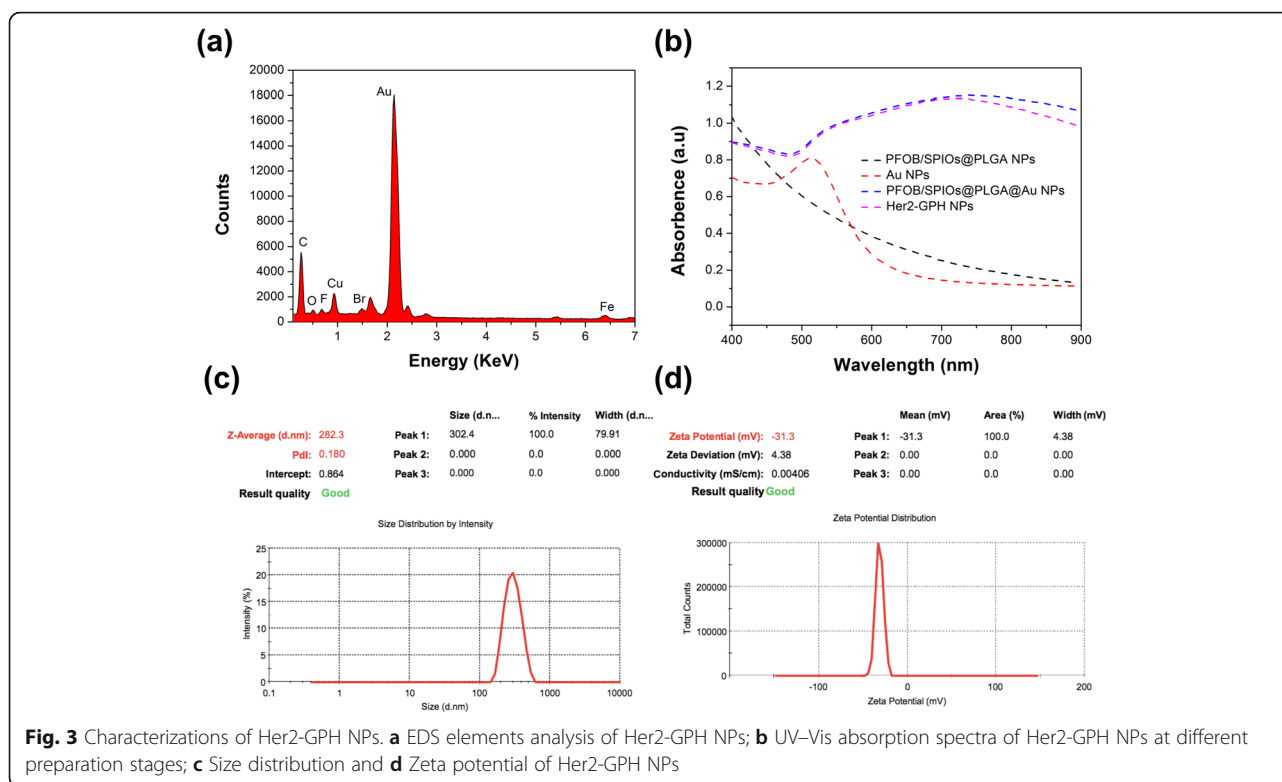 (a)
20000
18000
16000
14000
12000
10000
8000
6000
4000
2000
0
Counts
C
O
F
Cu
Br
Au
Fe
1
2
3
4
5
6
7
Energy (KeV)
(b)
1.2
1.0
0.8
0.6
0.4
0.2
0.0
Absorbence (a.u)
PFOB/SPIOs@PLGA NPs
Au NPs
PFOB/SPIOs@PLGA@Au NPs
Her2-GPH NPs
400
500
600
700
800
900
Wavelength (nm)
(c)
Size (d.n... % Intensity Width (d.n...
Z-Average (d.nm): 282.3 Peak 1: 302.4 100.0 79.91
PdI: 0.180 Peak 2: 0.000 0.0 0.000
Intercept: 0.864 Peak 3: 0.000 0.0 0.000
Result quality Good
Size Distribution by Intensity
25
20
15
10
5
0
Intensity (%)
0.1
1
10
100
1000
10000
Size (d.nm)
(d)
Mean (mV) Area (%) Width (mV)
Zeta Potential (mV): -31.3 Peak 1: -31.3 100.0 4.38
Zeta Deviation (mV): 4.38 Peak 2: 0.00 0.0 0.00
Conductivity (mS/cm): 0.00406 Peak 3: 0.00 0.0 0.00
Result quality Good
Zeta Potential Distribution
300000
200000
100000
0
Total Counts
-100
0
100
200
Zeta Potential (mV)
Fig. 3 Characterizations of Her2-GPH NPs. a EDS elements analysis of Her2-GPH NPs; b UV–Vis absorption spectra of Her2-GPH NPs at different
preparation stages; c Size distribution and d Zeta potential of Her2-GPH NPs